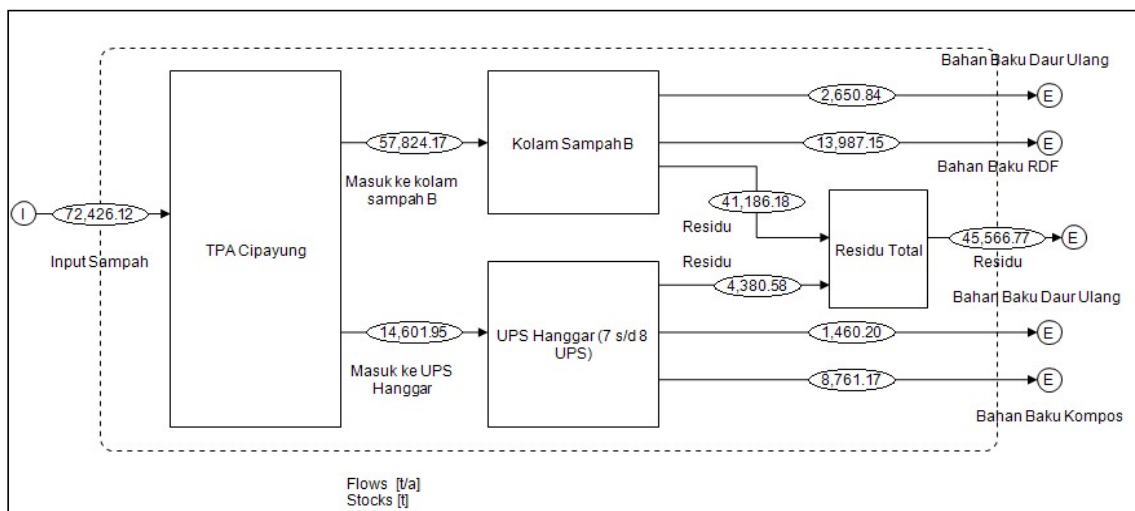 Bahan Baku Daur Ulang
2,650.84
57,824.17
Kolam Sampah B
13,987.15
Masuk ke kolam
sampah B
Bahan Baku RDF
I
72,426.12
Input Sampah
TPA Cipayung
41,186.18
Residu
Residu
Residu Total
45,566.77
Residu
4,380.58
Bahan Baku Daur Ulang
14,601.95
UPS Hanggar (7 s/d 8
UPS)
1,460.20
Masuk ke UPS
Hanggar
8,761.17
Bahan Baku Kompos
E
E
E
E
E
Flows [t/a]
Stocks [t]